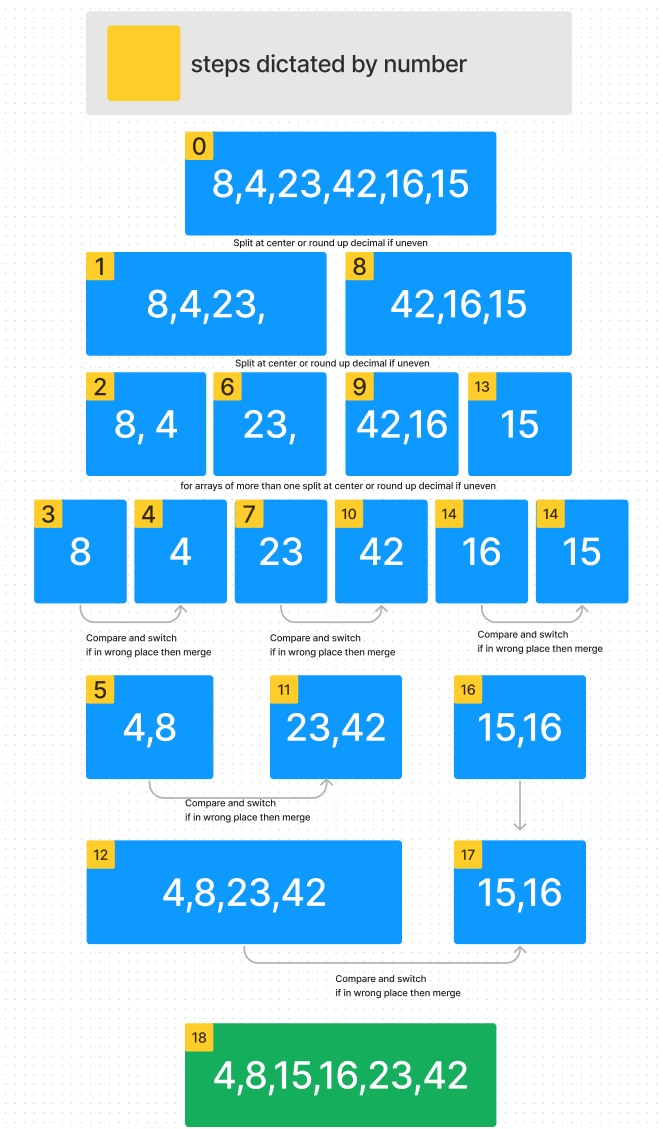 steps dictated by number
0
8,4,23,42,16,15
Split at center or round up decimal if uneven
1
8,4,23,
8
42,16,15
Split at center or round up decimal if uneven
2
8, 4
6
23,
9
42,16
13
15
for arrays of more than one split at center or round up decimal if uneven
3
8
4
4
7
23
10
42
14
16
14
15
Compare and switch
if in wrong place then merge
Compare and switch
if in wrong place then merge
Compare and switch
if in wrong place then merge
5
4,8
11
23,42
16
15,16
Compare and switch
if in wrong place then merge
12
4,8,23,42
17
15,16
Compare and switch
if in wrong place then merge
18
4,8,15,16,23,42